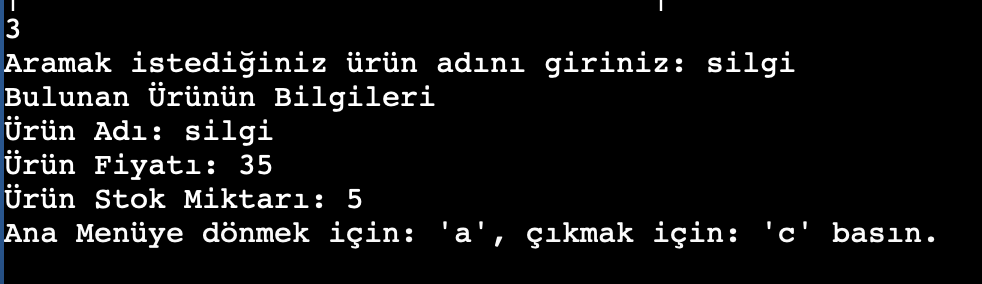 3
Aramak istediğiniz ürün adını giriniz: silgi
Bulunan Ürünün Bilgileri
Ürün Adı: silgi
Ürün Fiyatı: 35
Ürün Stok Miktarı: 5
Ana Menüye dönmek için: 'a', çıkmak için: 'c' basın.